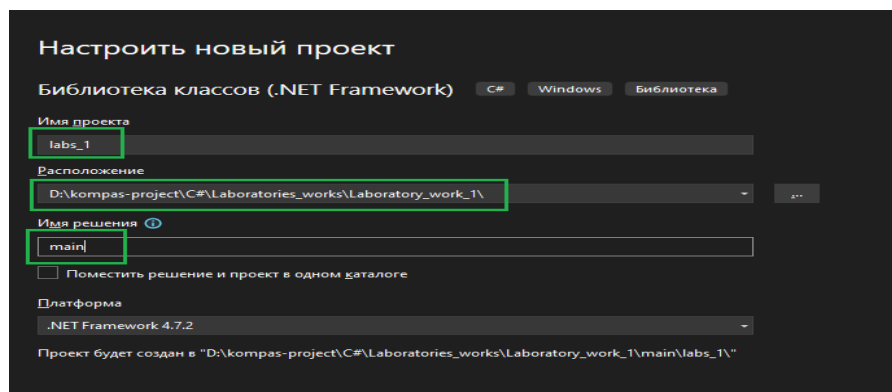 Настроить новый проект
Библиотека классов (.NET Framework) C# Windows Библиотека
Имя проекта
labs_1
Расположение
D:\kompas-project\C#\Laboratories_works\Laboratory_work_1\
...
Имя решения
main
Поместить решение и проект в одном каталоге
Платформа
.NET Framework 4.7.2
Проект будет создан в "D:\kompas-project\C#\Laboratories_works\Laboratory_work_1\main\labs_1\"